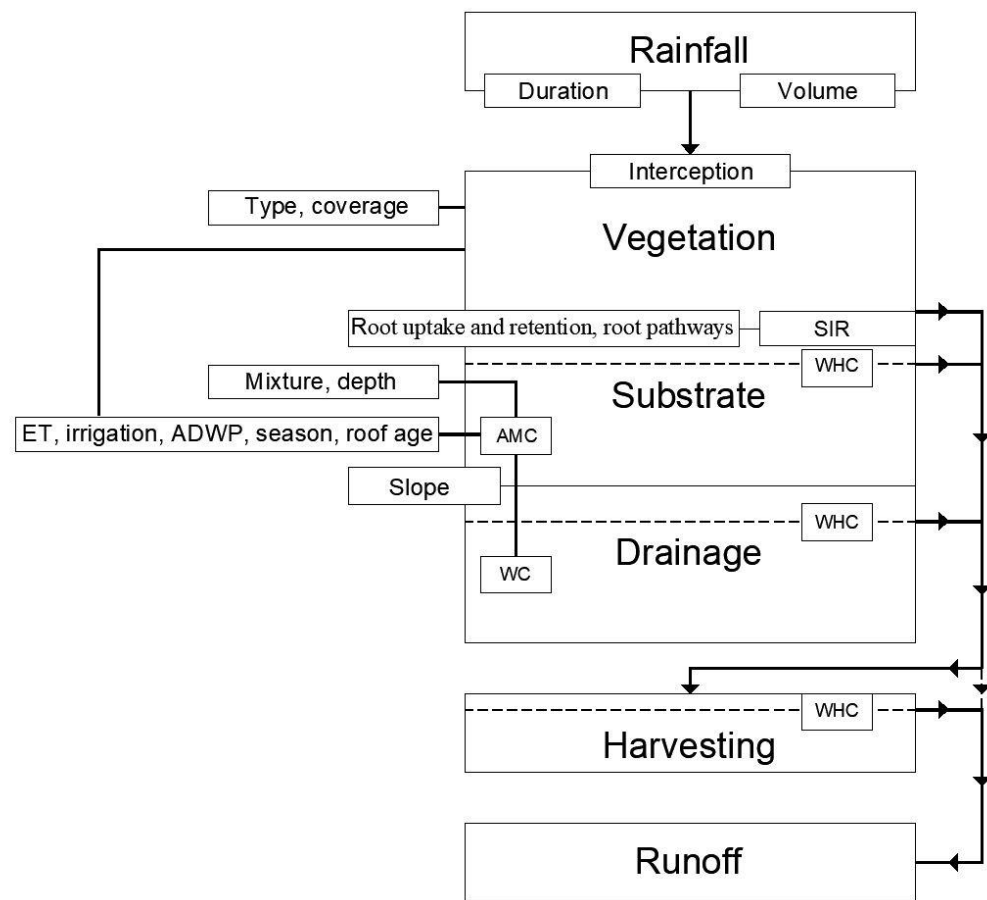 Rainfall
Duration
Volume
Interception
Type, coverage
Vegetation
Root uptake and retention, root pathways
SIR
WHC
Mixture, depth
Substrate
ET, irrigation, ADWP, season, roof age
AMC
Slope
WHC
Drainage
WC
WHC
Harvesting
Runoff